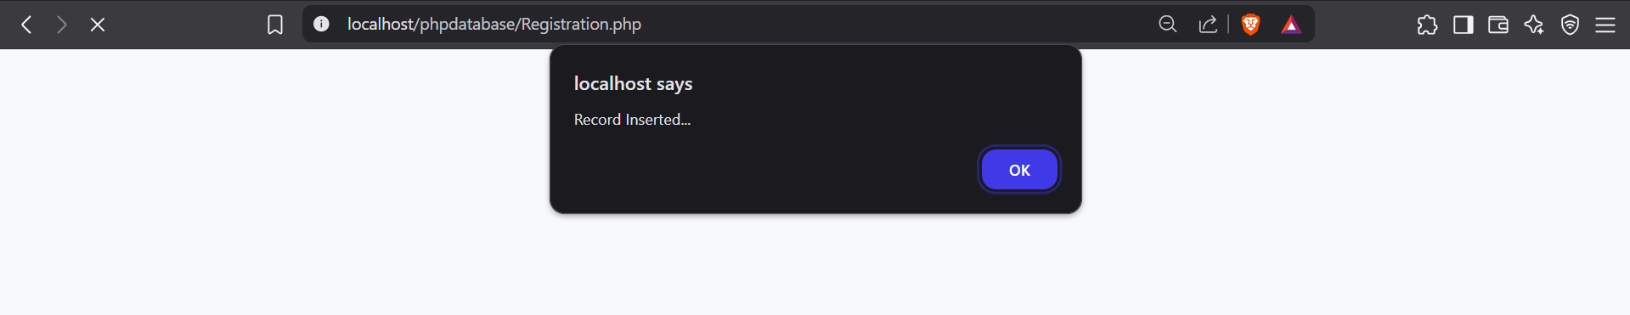 localhost/phpdatabase/Registration.php
localhost says
Record Inserted...
OK